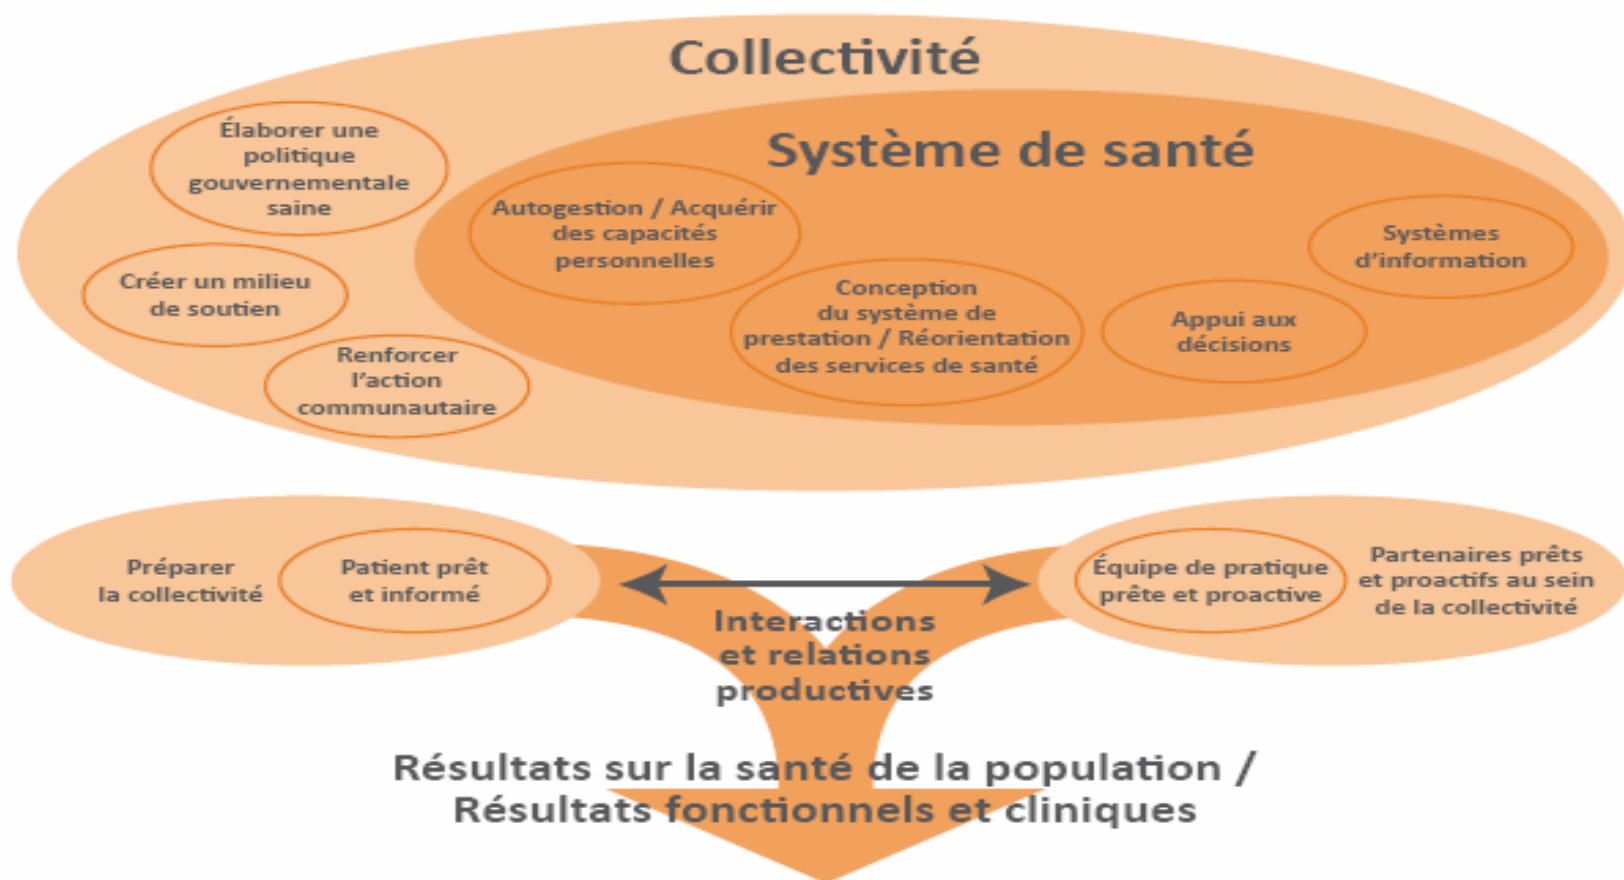 Collectivité
Système de santé
Élaborer une
politique
gouvernementale
saine
Créer un milieu
de soutien
Renforcer
l'action
communautaire
Autogestion / Acquérir
des capacités
personnelles
Conception
du système de
prestation / Réorientation
des services de santé
Appui aux
décisions
Systèmes
d'information
Préparer
la collectivité
Patient prêt
et informé
Interactions
et relations
productives
Équipe de pratique
prête et proactive
Partenaires prêts
et proactifs au sein
de la collectivité
Résultats sur la santé de la population /
Résultats fonctionnels et cliniques